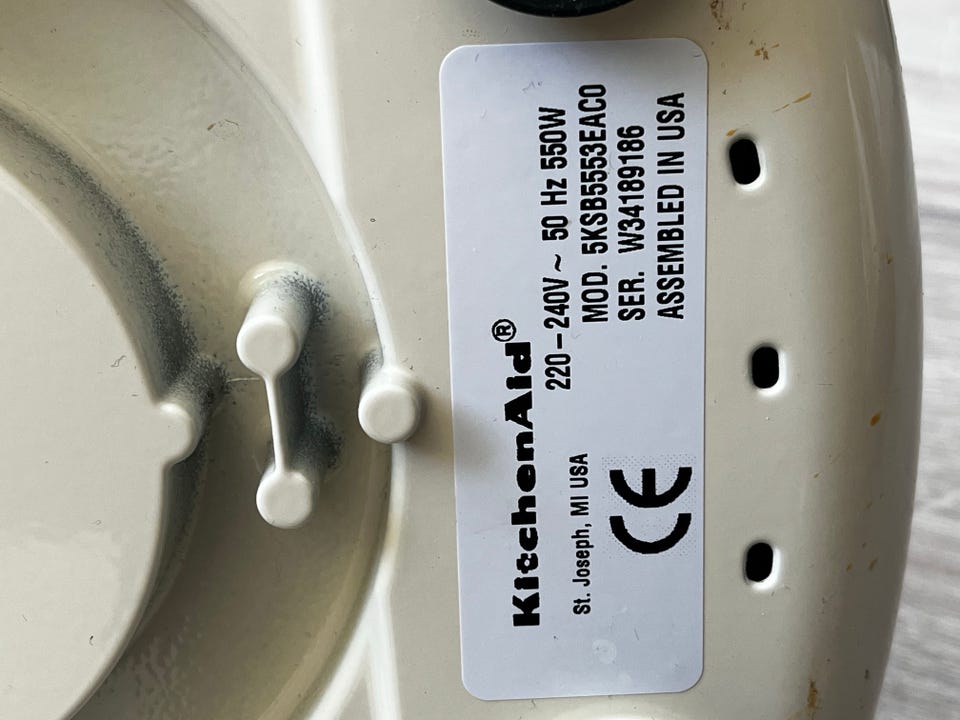 KitchenAid®
St. Joseph, MI USA
220–240V~ 50 Hz 550W
MOD. 5KSB5553EAC0
SER. W34189186
ASSEMBLED IN USA
CE